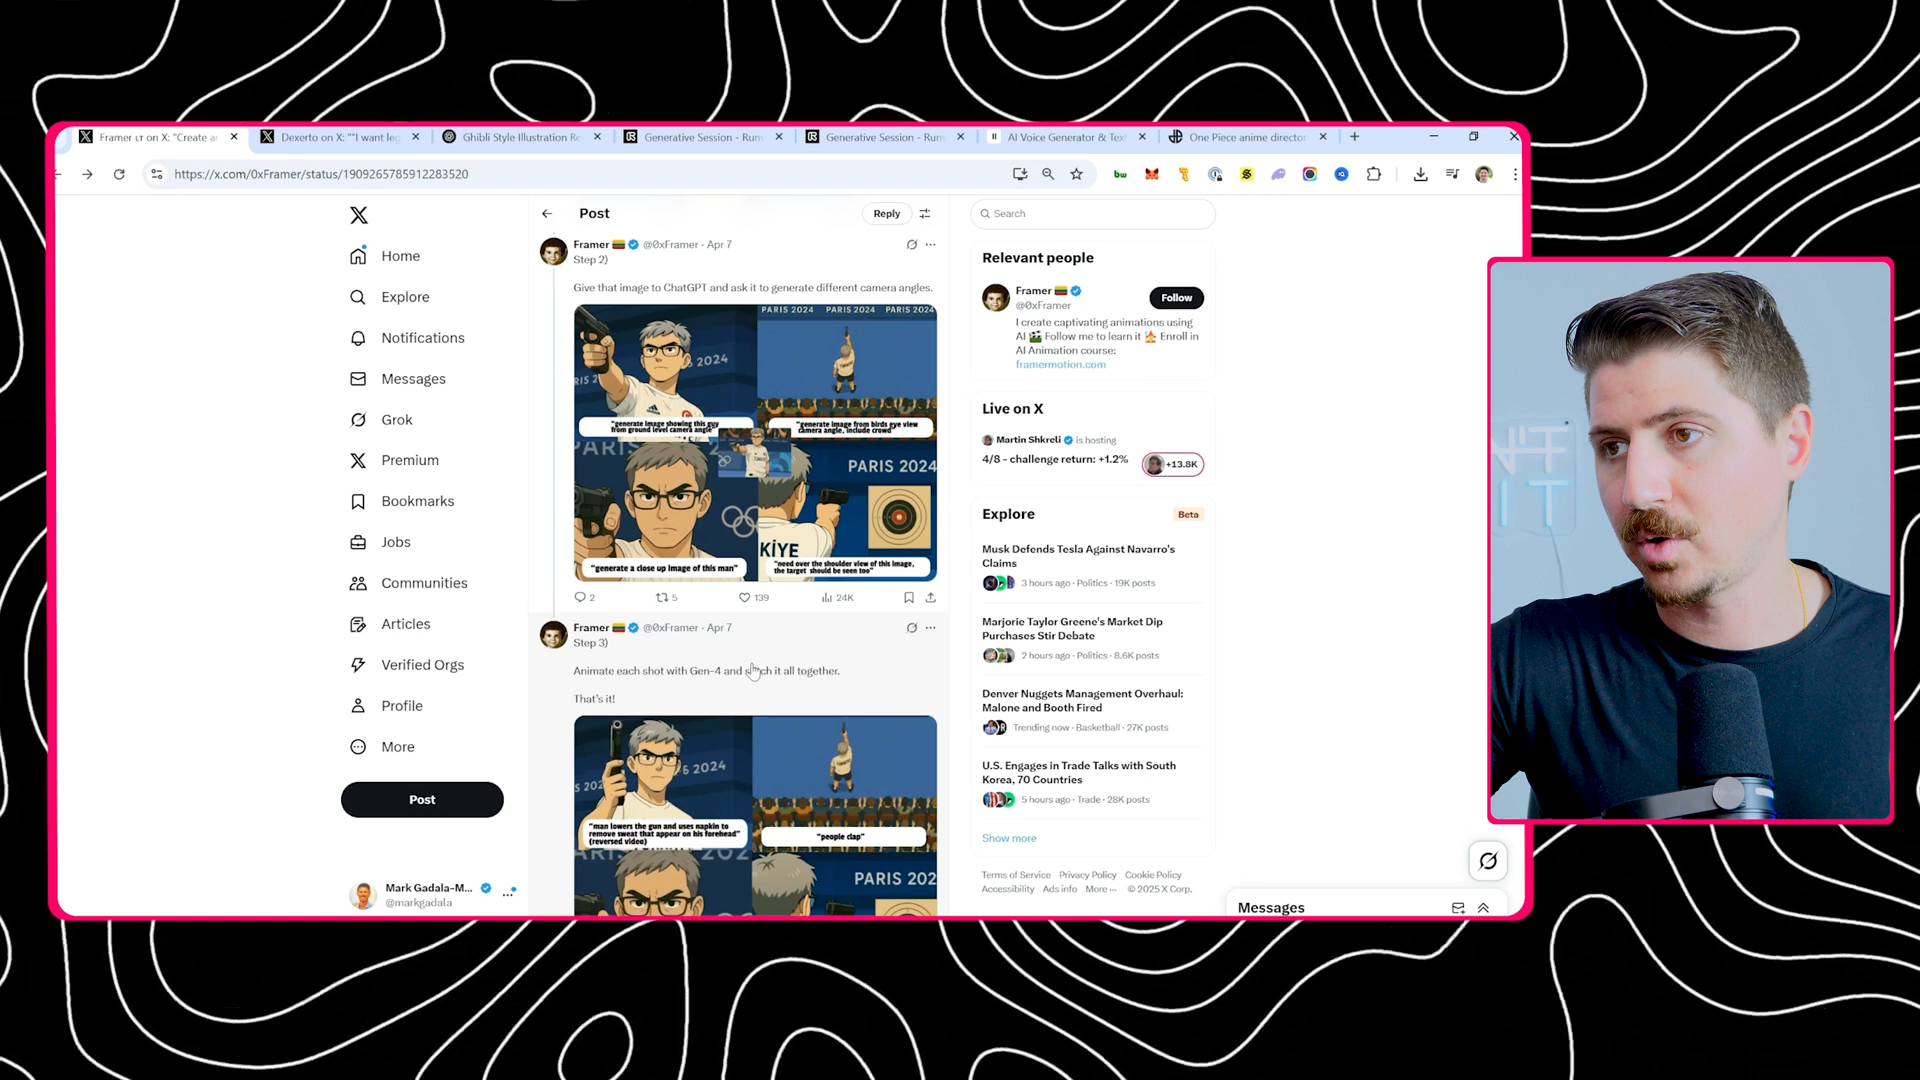 Framer LT on X: "Create a
Dexerto on X: ""I want leg
Ghibli Style Illustration Re
Generative Session - Run
Generative Session - Run
AI Voice Generator & Text
One Piece anime director
https://x.com/0xFramer/status/1909265785912283520
Home
Explore
Notifications
Messages
Grok
Premium
Bookmarks
Jobs
Communities
Articles
Verified Orgs
Profile
More
Post
Mark Gadala-M...
@markgadala
Post
Reply
Framer @0xFramer · Apr 7
Step 2)
Give that image to ChatGPT and ask it to generate different camera angles.
2024
"generate image showing this guy
from ground level camera angle"
PARIS 2024 PARIS 2024 PARIS 2024
"generate image from birds eye view
camera angle, include crowd"
"generate a close up image of this man"
PARIS 2024
KİYE
"need over the shoulder view of this image,
the target should be seen too"
2
5
139
24K
Framer @0xFramer · Apr 7
Step 3)
Animate each shot with Gen-4 and stich it all together.
That's it!
2024
"man lowers the gun and uses napkin to
remove sweat that appear on his forehead"
(reversed video)
"people clap"
PARIS 202
Search
Relevant people
Framer
@0xFramer
Follow
I create captivating animations using
AI Follow me to learn it Enroll in
AI Animation course:
framermotion.com
Live on X
Martin Shkreli is hosting
4/8 - challenge return: +1.2%
+13.8K
Explore
Beta
Musk Defends Tesla Against Navarro's
Claims
3 hours ago · Politics · 19K posts
Marjorie Taylor Greene's Market Dip
Purchases Stir Debate
2 hours ago · Politics · 8.6K posts
Denver Nuggets Management Overhaul:
Malone and Booth Fired
Trending now · Basketball · 27K posts
U.S. Engages in Trade Talks with South
Korea, 70 Countries
5 hours ago · Trade · 28K posts
Show more
Terms of Service Privacy Policy Cookie Policy
Accessibility Ads info More ··· © 2025 X Corp.
Messages